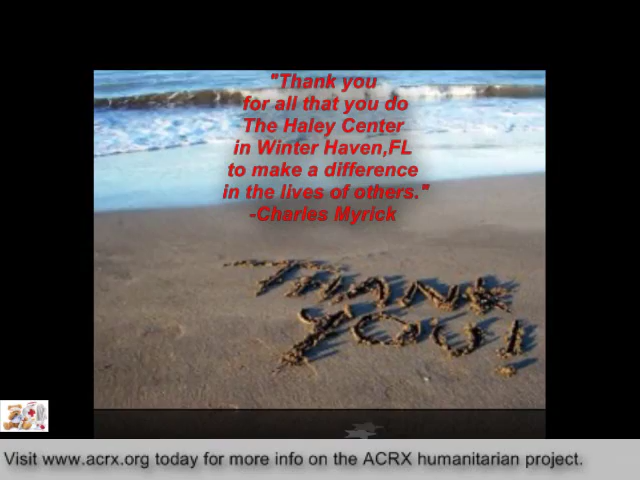 "Thank you
for all that you do
The Haley Center
in Winter Haven,FL
to make a difference
in the lives of others."
-Charles Myrick
THANK
YOU!
Visit www.acrx.org today for more info on the ACRX humanitarian project.